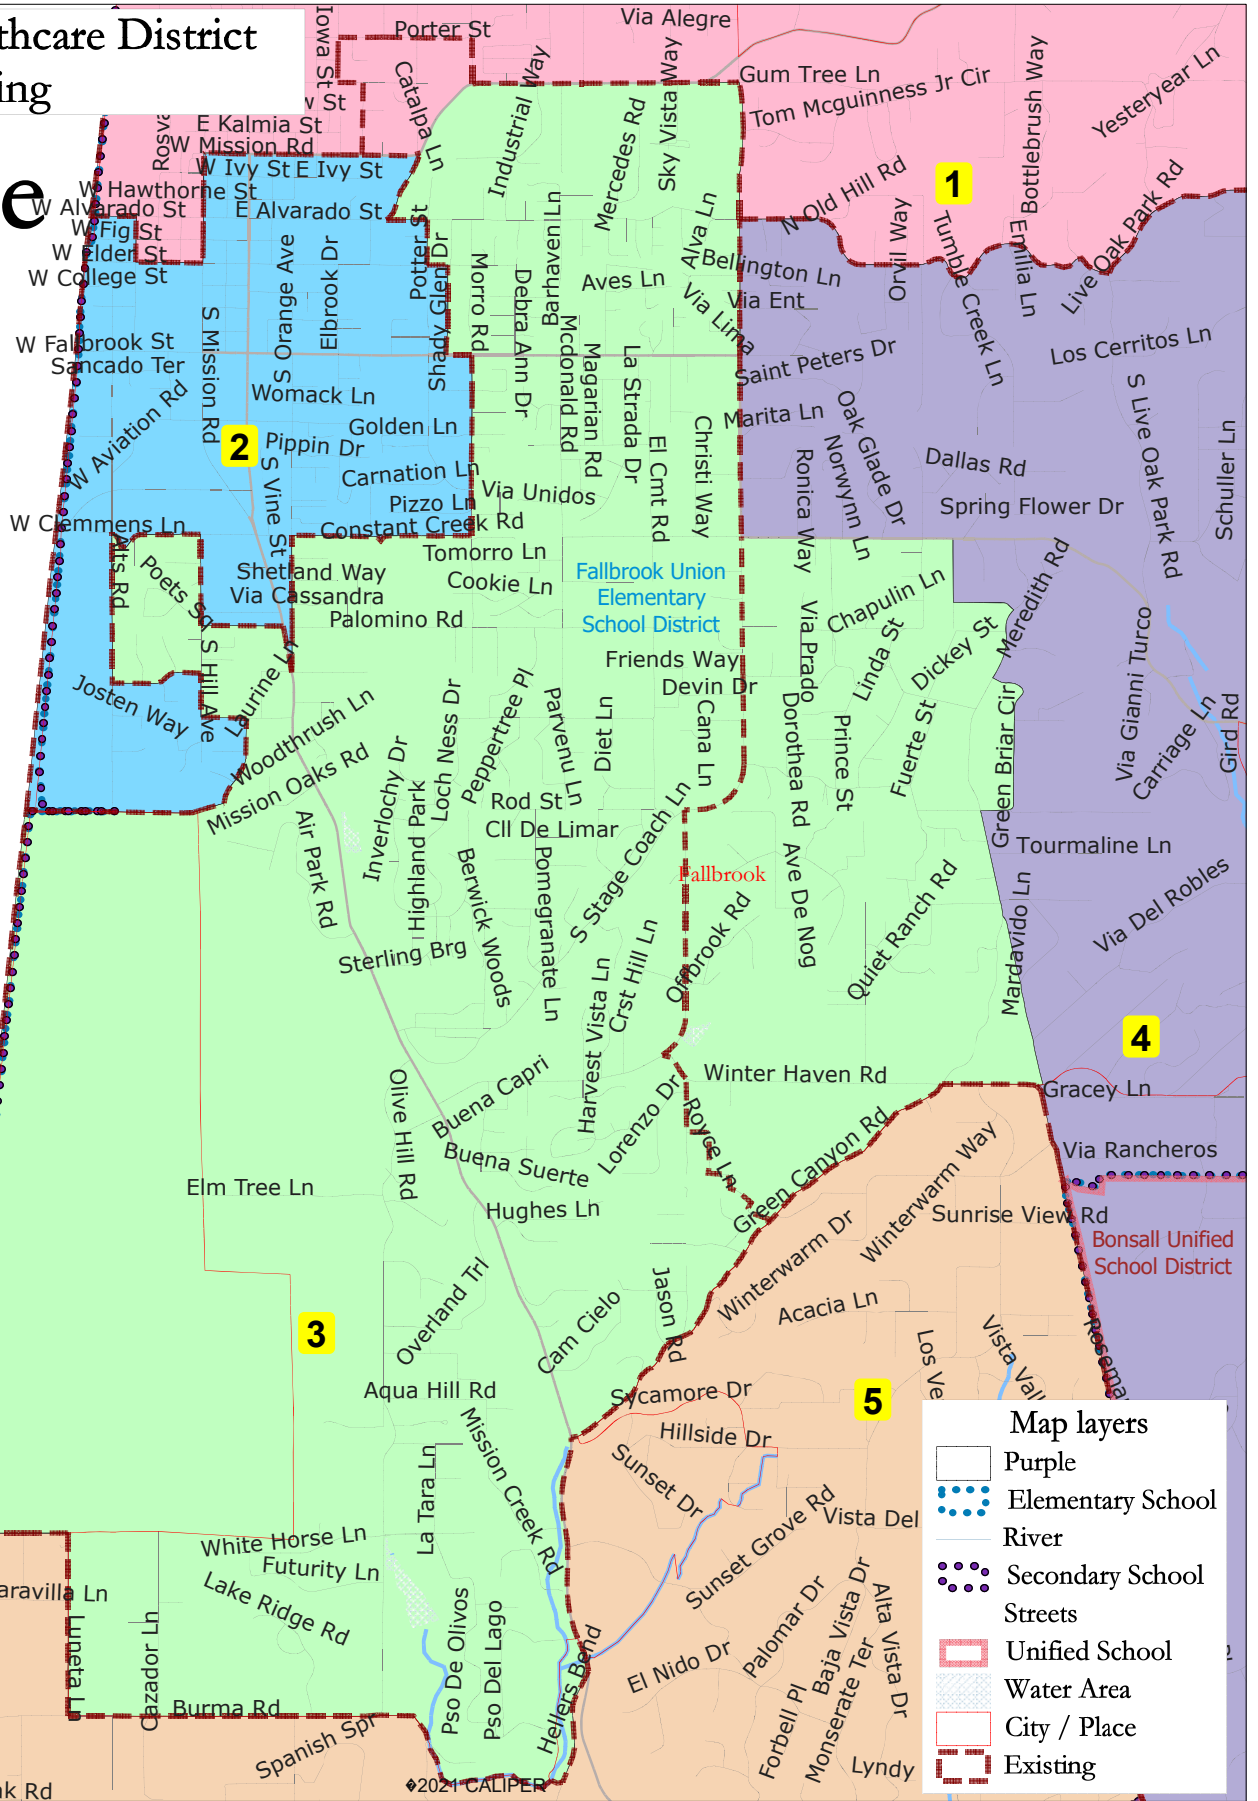 thcare District
ing
e
Iowa St
Porter St
Via Alegre
Catalpa Ln
Industrial Way
Sky Vista Way
Mercedes Rd
Gum Tree Ln
Tom Mcguinness Jr Cir
Bottlebrush Way
Yesteryear Ln
w St
E Kalmia St
W Mission Rd
W Ivy St
E Ivy St
W Hawthorne St
W Alvarado St
E Alvarado St
W Fig St
W Elder St
W College St
1
N Old Hill Rd
Orvil Way
Tumble Creek Ln
Emilia Ln
Live Oak Park Rd
Potter St
Shady Glen Dr
Morro Rd
Debra Ann Dr
Barhaven Ln
Aves Ln
Alva Ln
Bellington Ln
Via Ent
Via Lima
S Orange Ave
Elbrook Dr
S Mission Rd
W Fallbrook St
Sancado Ter
W Aviation Rd
Womack Ln
Golden Ln
2
Pippin Dr
Carnation Ln
Pizzo Ln
Constant Creek Rd
S Vine St
W Clemmens Ln
Mcdonald Rd
Magarian Rd
La Strada Dr
El Cmt Rd
Christi Way
Via Unidos
Saint Peters Dr
Marita Ln
Oak Glade Dr
Norwynn Ln
Ronica Way
Los Cerritos Ln
Dallas Rd
Spring Flower Dr
S Live Oak Park Rd
Schuller Ln
Alts Rd
Poets Sq
Shetland Way
Via Cassandra
Tomorro Ln
Cookie Ln
Palomino Rd
Fallbrook Union
Elementary
School District
Friends Way
Devin Dr
Via Prado
Chapulin Ln
Linda St
Dickey St
Meredith Rd
Via Gianni Turco
Carriage Ln
Gird Rd
Josten Way
S Hill Ave
Laurine Ln
Woodthrush Ln
Mission Oaks Rd
Air Park Rd
Inverlochy Dr
Highland Park
Loch Ness Dr
Peppertree Pl
Parvenu Ln
Diet Ln
Cana Ln
Dorothea Rd
Prince St
Fuerte St
Green Briar Cir
Rod St
Cll De Limar
S Stage Coach Ln
Tourmaline Ln
Via Del Robles
Fallbrook
Ave De Nog
Quiet Ranch Rd
Mardavido Ln
Sterling Brg
Berwick Woods
Pomegranate Ln
Harvest Vista Ln
Crst Hill Ln
Olbrook Rd
4
Olive Hill Rd
Buena Capri
Buena Suerte
Lorenzo Dr
Royce Ln
Winter Haven Rd
Green Canyon Rd
Gracey Ln
Via Rancheros
Elm Tree Ln
Hughes Ln
Winterwarm Way
Winterwarm Dr
Sunrise View Rd
Bonsall Unified
School District
3
Overland Trl
Cam Cielo
Jason Rd
Acacia Ln
Los Ve
Vista Vall
Rosemar
Aqua Hill Rd
Sycamore Dr
5
Hillside Dr
Sunset Dr
Mission Creek Rd
La Tara Ln
Sunset Grove Rd
Vista Del
White Horse Ln
Futurity Ln
Lake Ridge Rd
aravilla Ln
Luneta Ln
Cazador Ln
Burma Rd
Spanish Spr
Pso De Olivos
Pso Del Lago
Hellers Bend
El Nido Dr
Palomar Dr
Baja Vista Dr
Alta Vista Dr
Forbell Pl
Monserate Ter
Lyndy
ak Rd
�2021 CALIPER
Map layers
Purple
Elementary School
River
Secondary School
Streets
Unified School
Water Area
City / Place
Existing